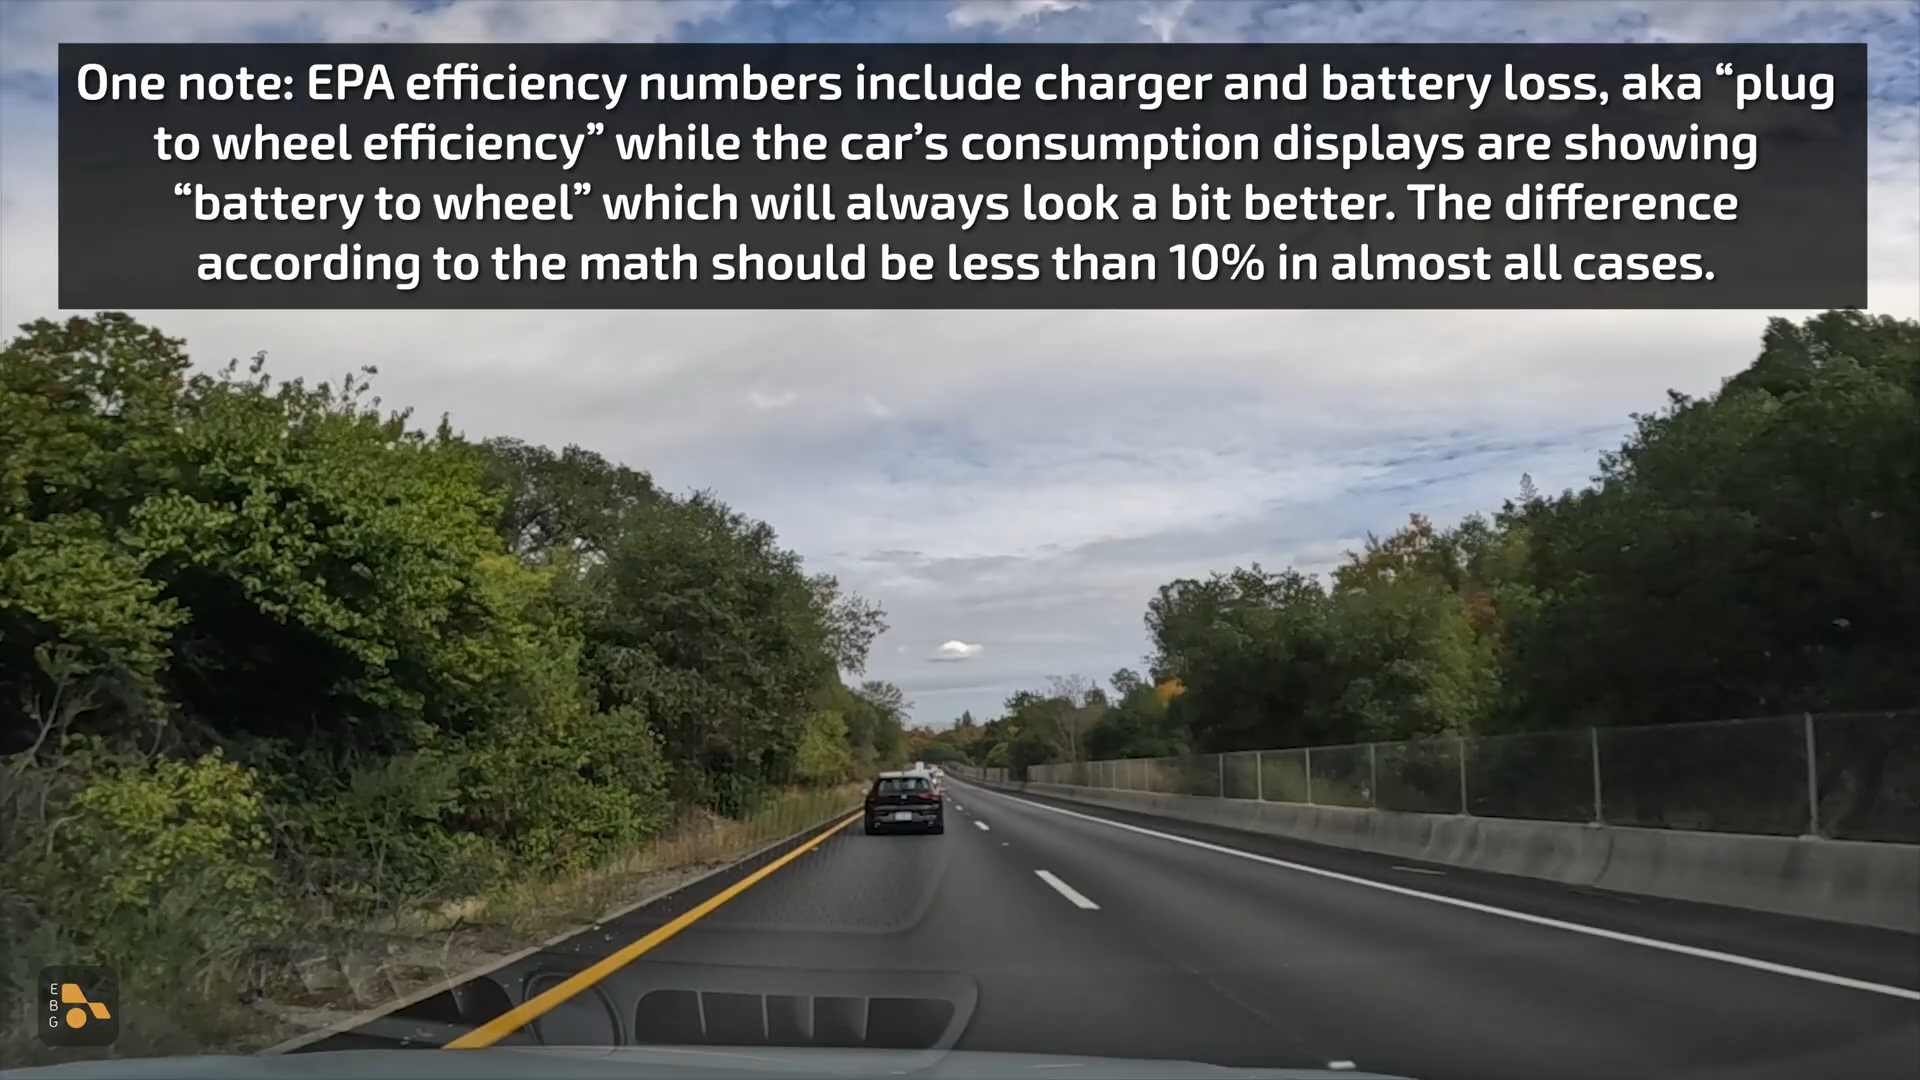 One note: EPA efficiency numbers include charger and battery loss, aka “plug
to wheel efficiency” while the car’s consumption displays are showing
“battery to wheel” which will always look a bit better. The difference
according to the math should be less than 10% in almost all cases.
E
B
G